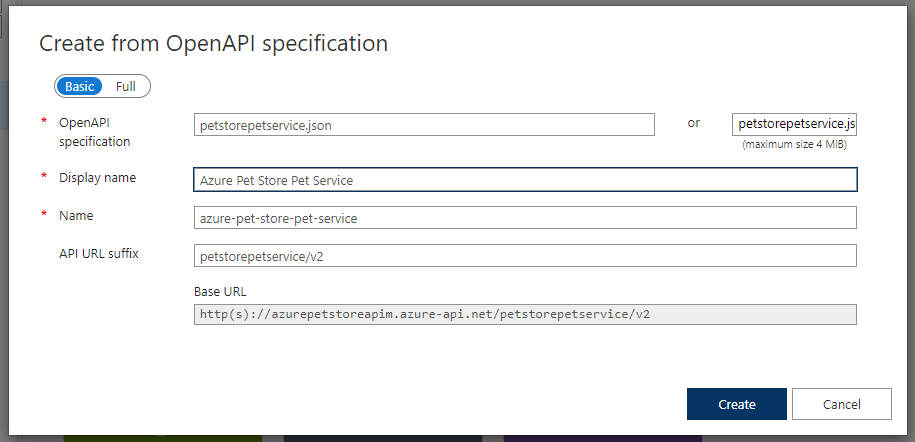 Create from OpenAPI specification
Basic Full
* OpenAPI specification petstorepetservice.json or petstorepetservice.js
(maximum size 4 MiB)
* Display name Azure Pet Store Pet Service
* Name azure-pet-store-pet-service
API URL suffix petstorepetservice/v2
Base URL
http(s)://azurepetstoreapim.azure-api.net/petstorepetservice/v2
Create Cancel